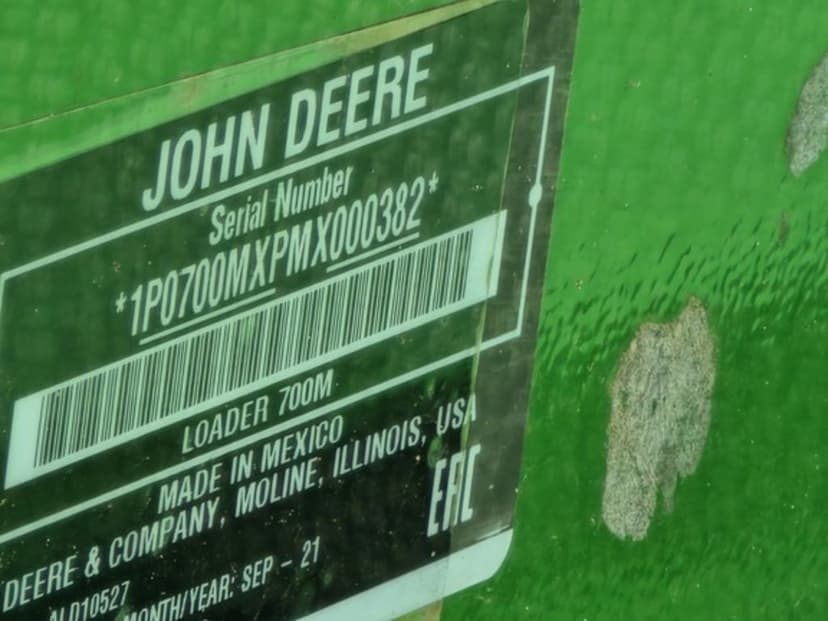 JOHN DEERE
Serial Number
*1P0700MXPMX000382*
LOADER 700M
MADE IN MEXICO
DEERE & COMPANY, MOLINE, ILLINOIS, USA
EAC
ALD10527
MONTH/YEAR: SEP - 21